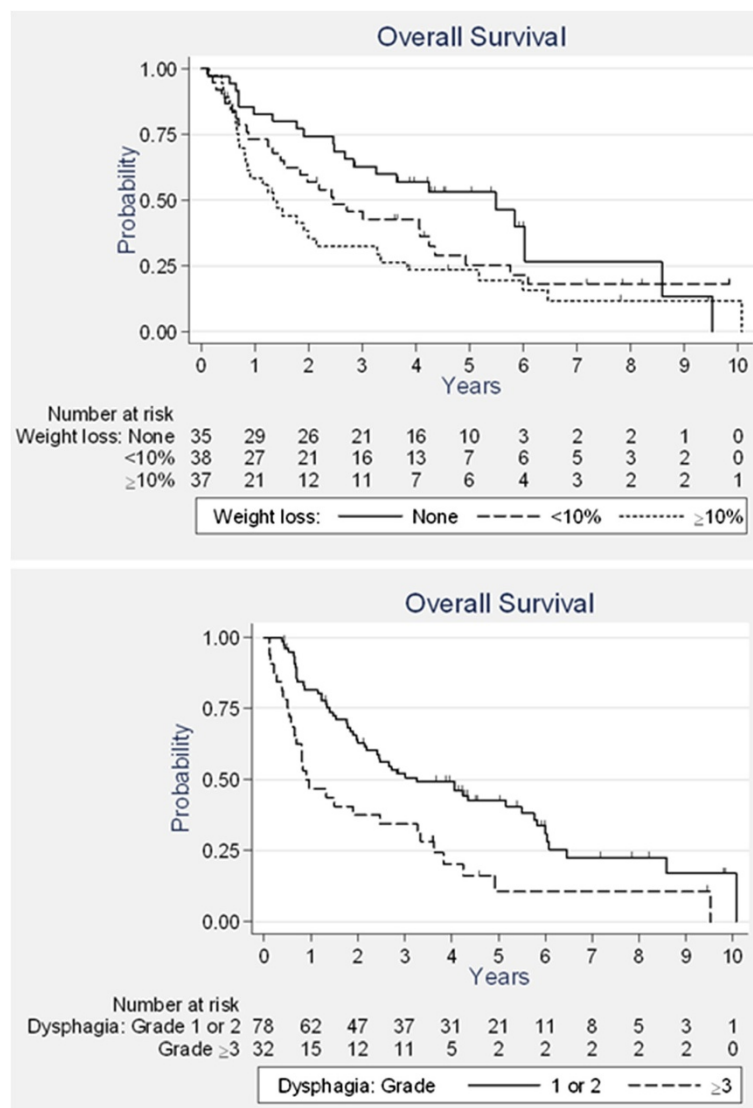 Overall Survival
1.00
0.75
0.50
0.25
0.00
Probability
0 1 2 3 4 5 6 7 8 9 10
Years
Number at risk
Weight loss: None 35 29 26 21 16 10 3 2 2 1 0
<10% 38 27 21 16 13 7 6 5 3 2 0
≥10% 37 21 12 11 7 6 4 3 2 2 1
Weight loss: None <10% ≥10%
Overall Survival
1.00
0.75
0.50
0.25
0.00
Probability
0 1 2 3 4 5 6 7 8 9 10
Years
Number at risk
Dysphagia: Grade 1 or 2 78 62 47 37 31 21 11 8 5 3 1
Grade ≥3 32 15 12 11 5 2 2 2 2 2 0
Dysphagia: Grade 1 or 2 ≥3